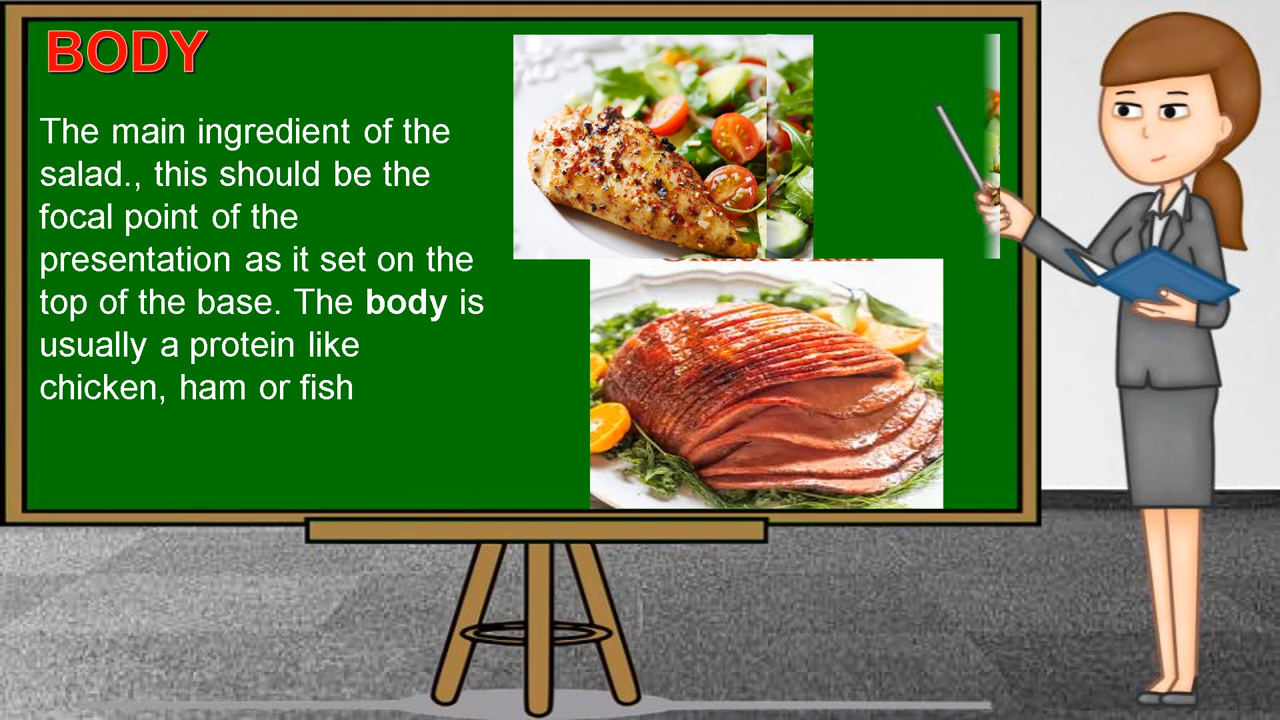 BODY
The main ingredient of the
salad., this should be the
focal point of the
presentation as it set on the
top of the base. The body is
usually a protein like
chicken, ham or fish